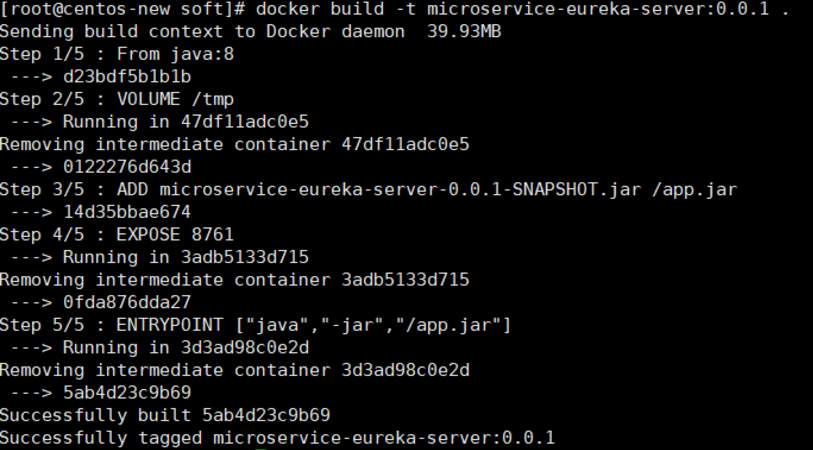 [root@centos-new soft]# docker build -t microservice-eureka-server:0.0.1 .
Sending build context to Docker daemon  39.93MB
Step 1/5 : From java:8
 ---> d23bdf5b1b1b
Step 2/5 : VOLUME /tmp
 ---> Running in 47df11adc0e5
Removing intermediate container 47df11adc0e5
 ---> 0122276d643d
Step 3/5 : ADD microservice-eureka-server-0.0.1-SNAPSHOT.jar /app.jar
 ---> 14d35bbae674
Step 4/5 : EXPOSE 8761
 ---> Running in 3adb5133d715
Removing intermediate container 3adb5133d715
 ---> 0fda876dda27
Step 5/5 : ENTRYPOINT ["java","-jar","/app.jar"]
 ---> Running in 3d3ad98c0e2d
Removing intermediate container 3d3ad98c0e2d
 ---> 5ab4d23c9b69
Successfully built 5ab4d23c9b69
Successfully tagged microservice-eureka-server:0.0.1